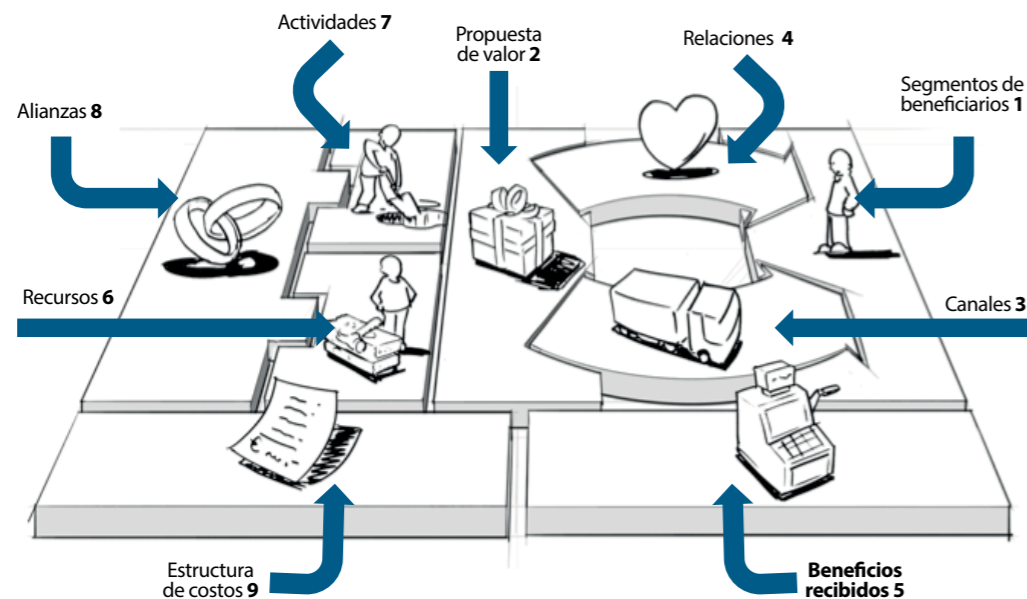 Actividades 7
Propuesta
de valor 2
Relaciones 4
Segmentos de
beneficiarios 1
Alianzas 8
Recursos 6
Canales 3
Estructura
de costos 9
Beneficios
recibidos 5
€